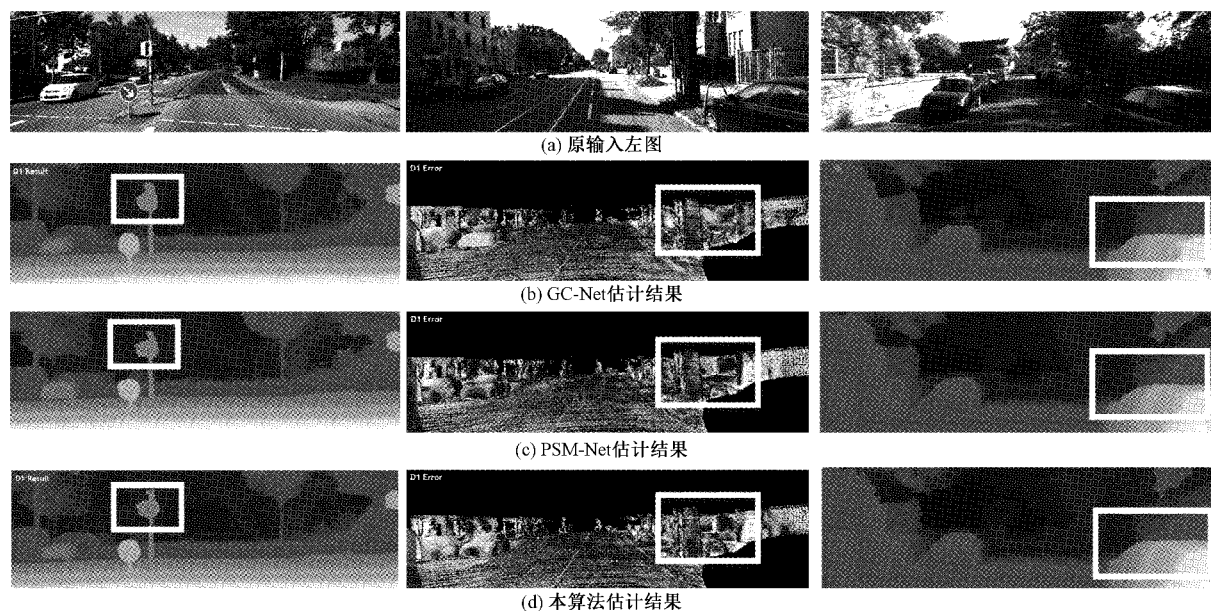 (a) 原输入左图
D1 Result
D1 Error
(b) GC-Net估计结果
D1 Error
(c) PSM-Net估计结果
D1 Result
D1 Error
(d) 本算法估计结果